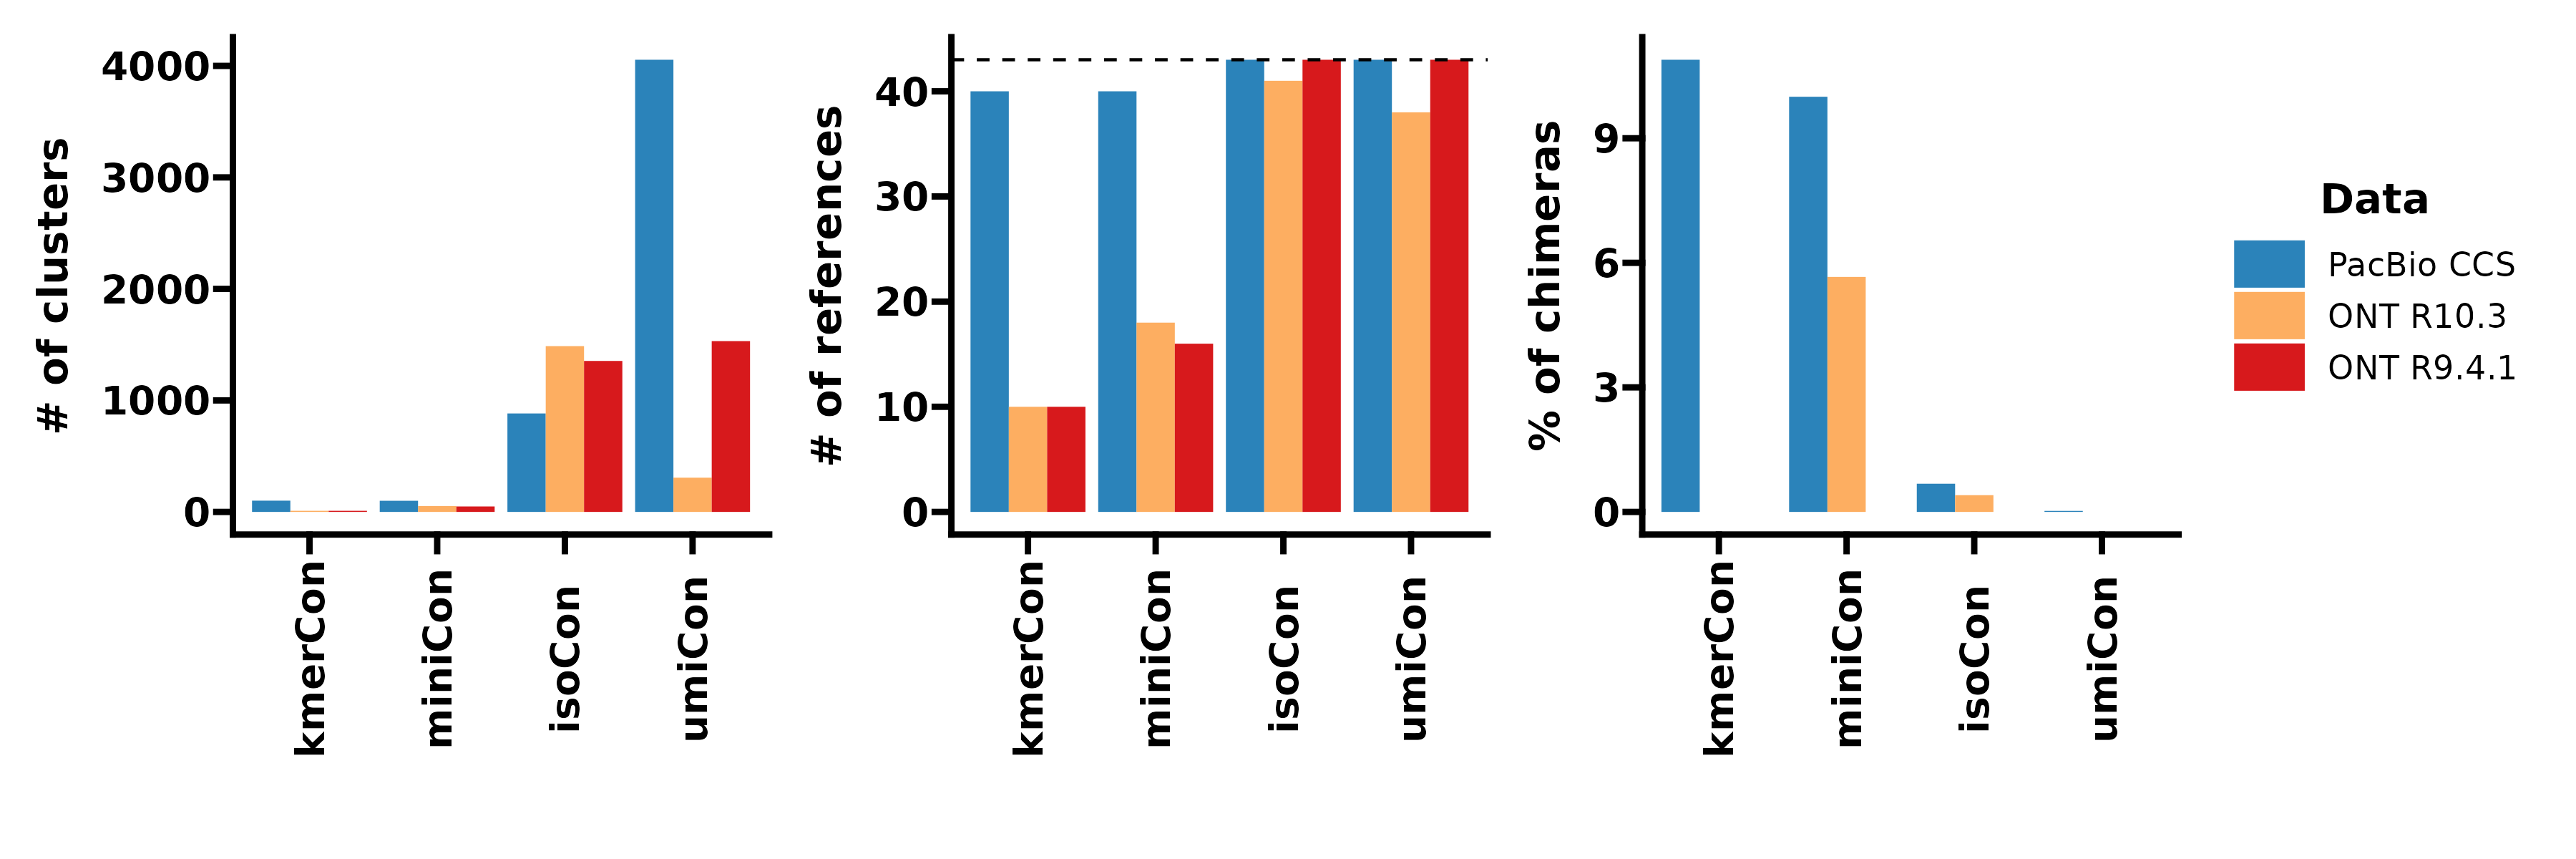 # of clusters
4000
3000
2000
1000
0
kmerCon
miniCon
isoCon
umiCon
# of references
40
30
20
10
0
kmerCon
miniCon
isoCon
umiCon
% of chimeras
9
6
3
0
kmerCon
miniCon
isoCon
umiCon
Data
PacBio CCS
ONT R10.3
ONT R9.4.1